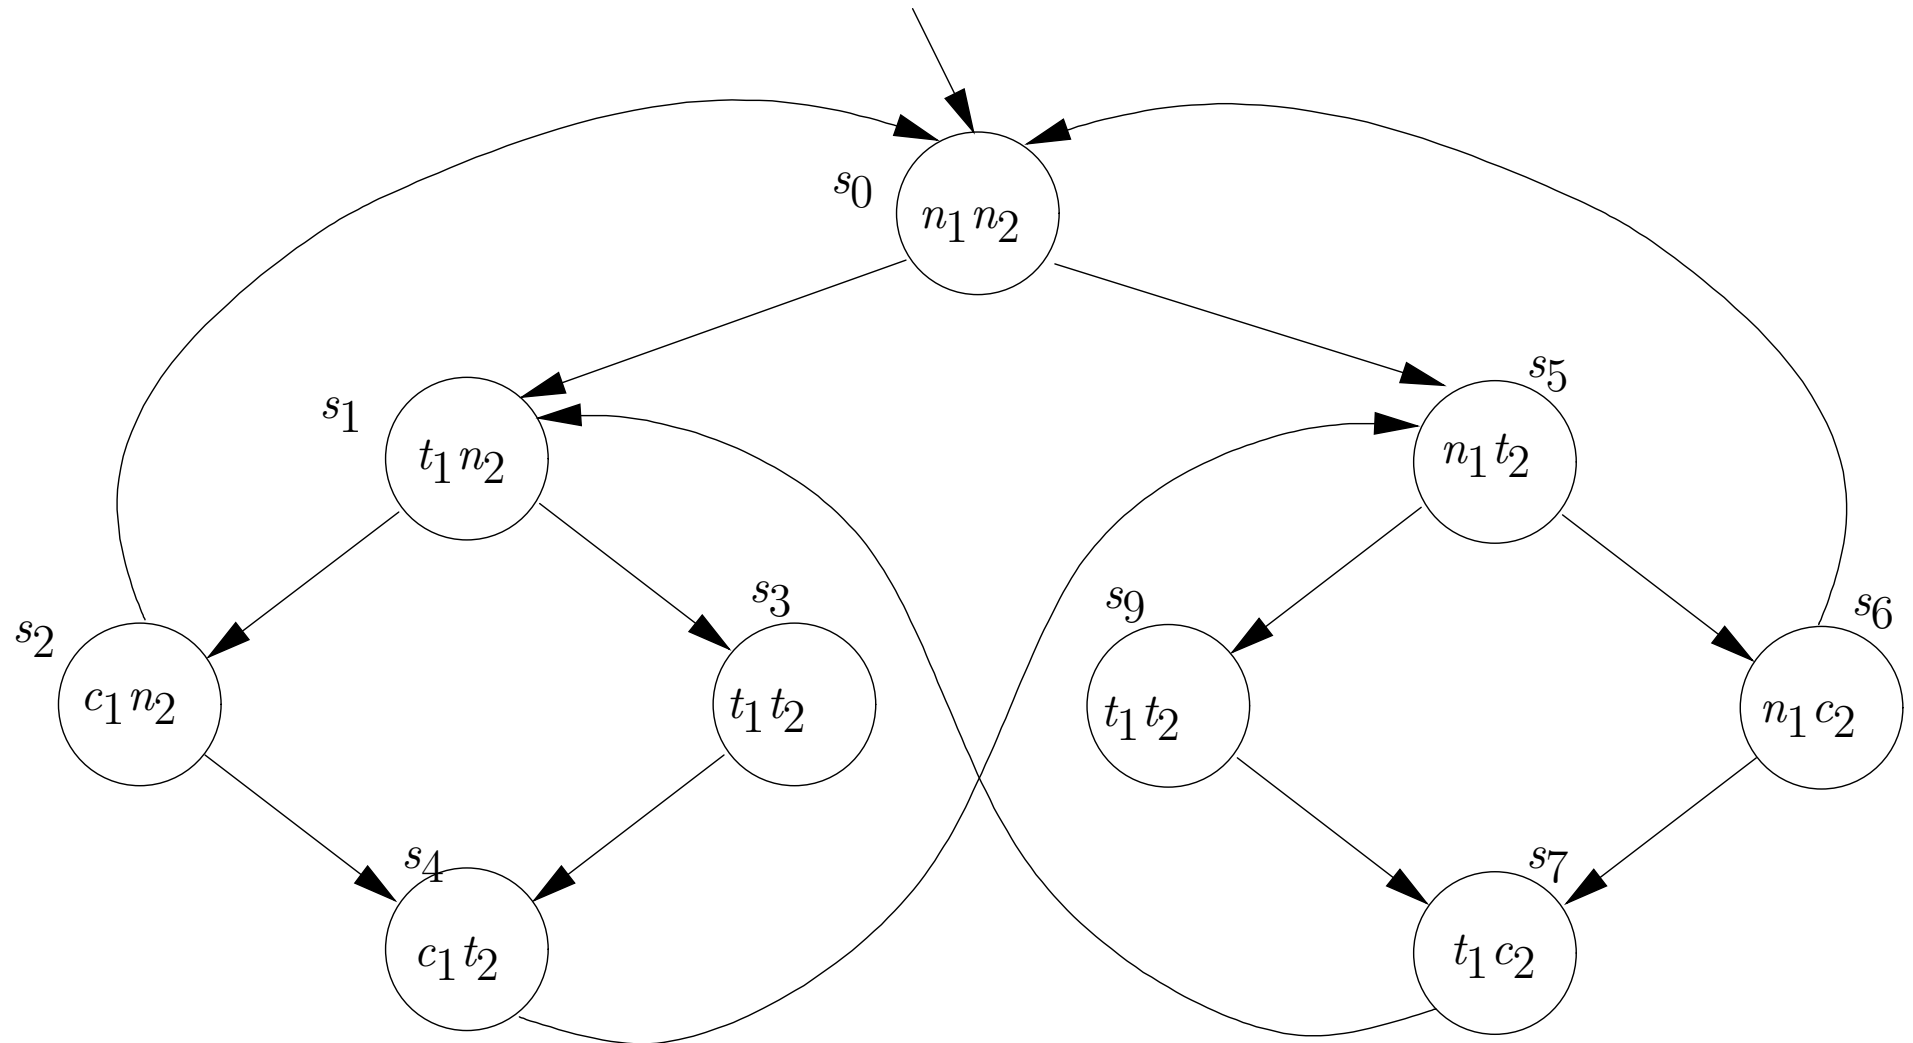 s0
n1n2
s5
s1
t1n2
n1t2
s3
s9
s6
s2
c1n2
t1t2
t1t2
n1c2
s4
s7
c1t2
t1c2